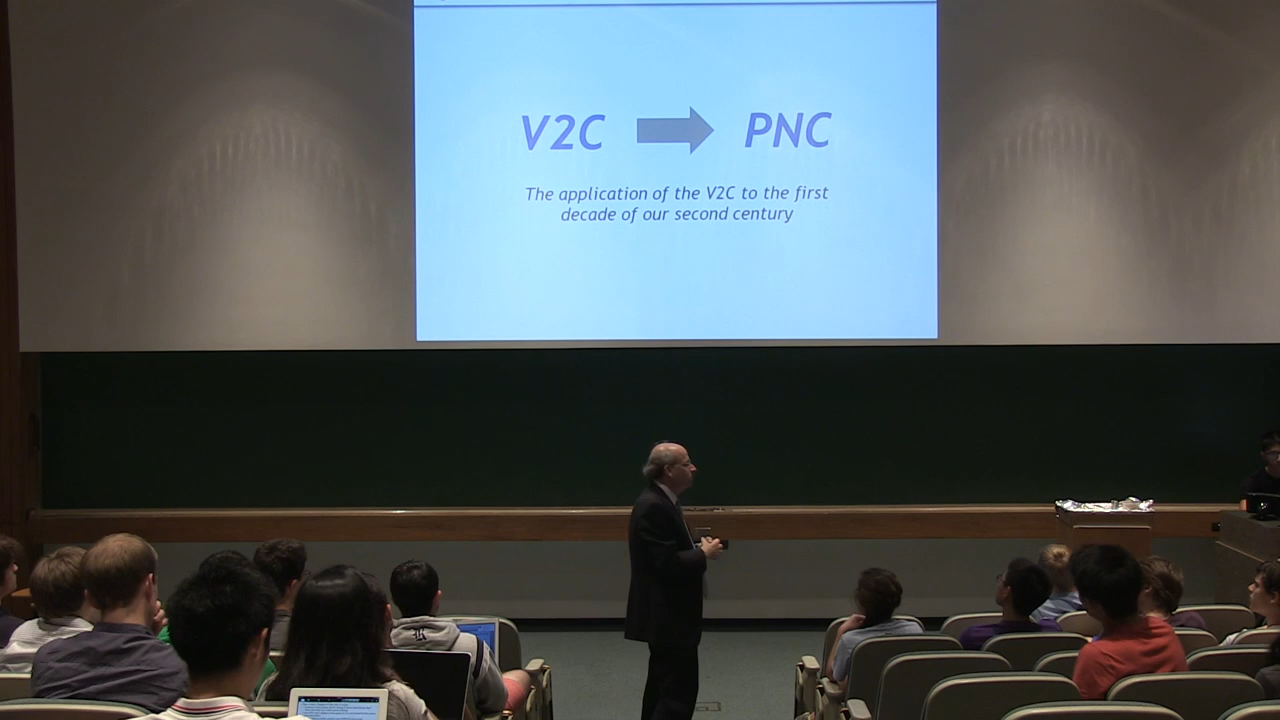 V2C PNC
The application of the V2C to the first
decade of our second century
R